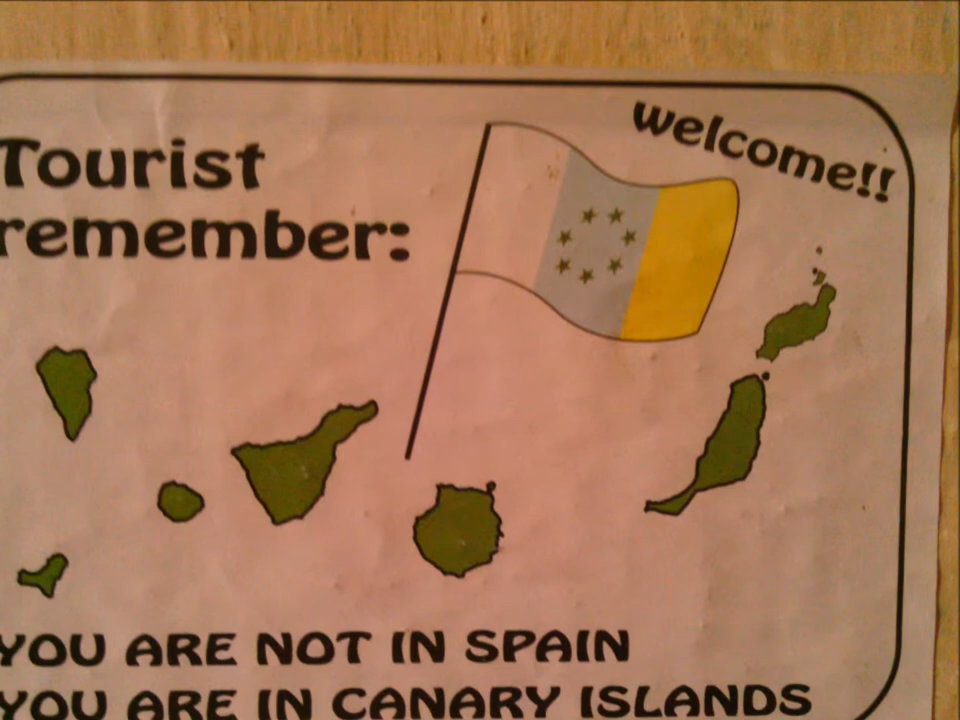 welcome!!
Tourist
remember:
YOU ARE NOT IN SPAIN
YOU ARE IN CANARY ISLANDS